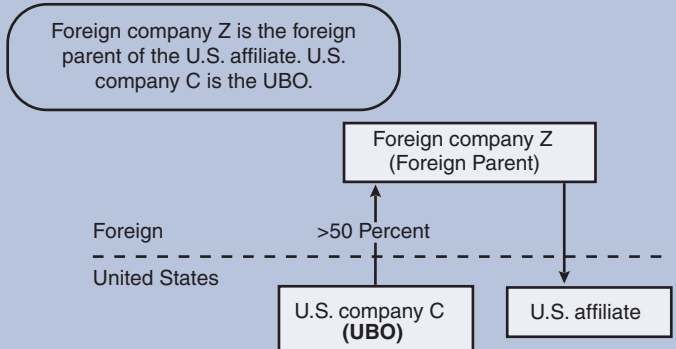 Foreign company Z is the foreign
parent of the U.S. affiliate. U.S.
company C is the UBO.
Foreign company Z
(Foreign Parent)
Foreign
>50 Percent
United States
U.S. company C
(UBO)
U.S. affiliate